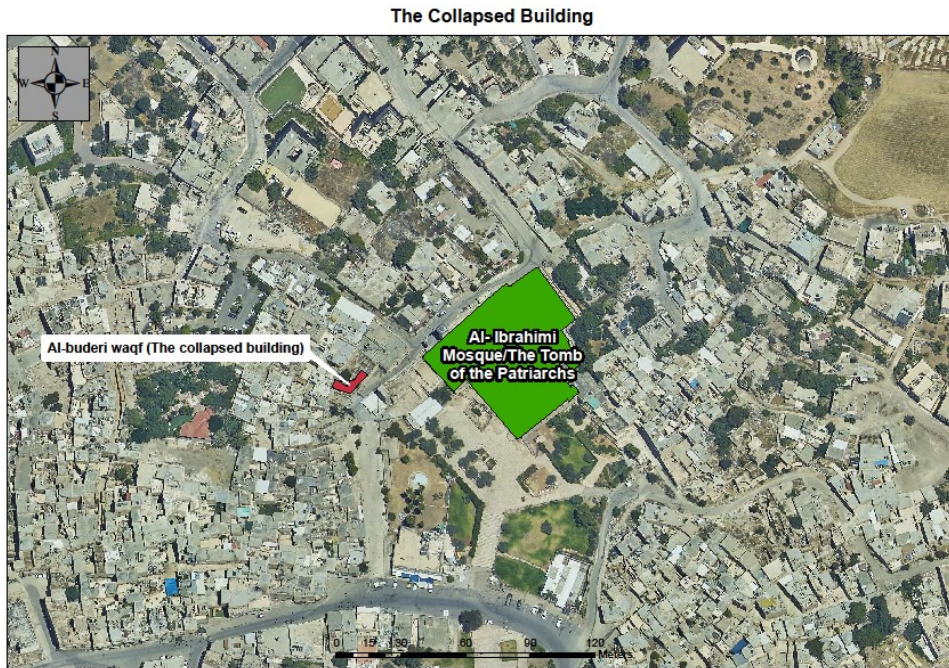 The Collapsed Building
N
W E
S
Al-buderi waqf (The collapsed building)
Al- Ibrahimi
Mosque/The Tomb
of the Patriarchs
0 15 30 60 90 120
Meters